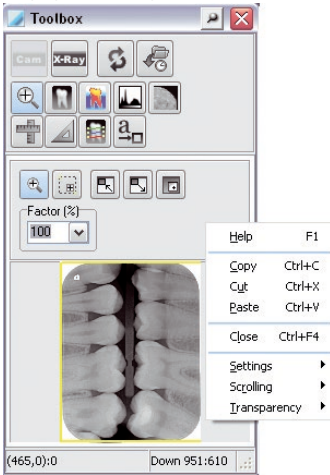 Toolbox
Cam X-Ray
a
Factor (%)
100
a
Help F1
Copy Ctrl+C
Cut Ctrl+X
Paste Ctrl+V
Close Ctrl+F4
Settings
Scrolling
Transparency
(465,0):0 Down 951:610